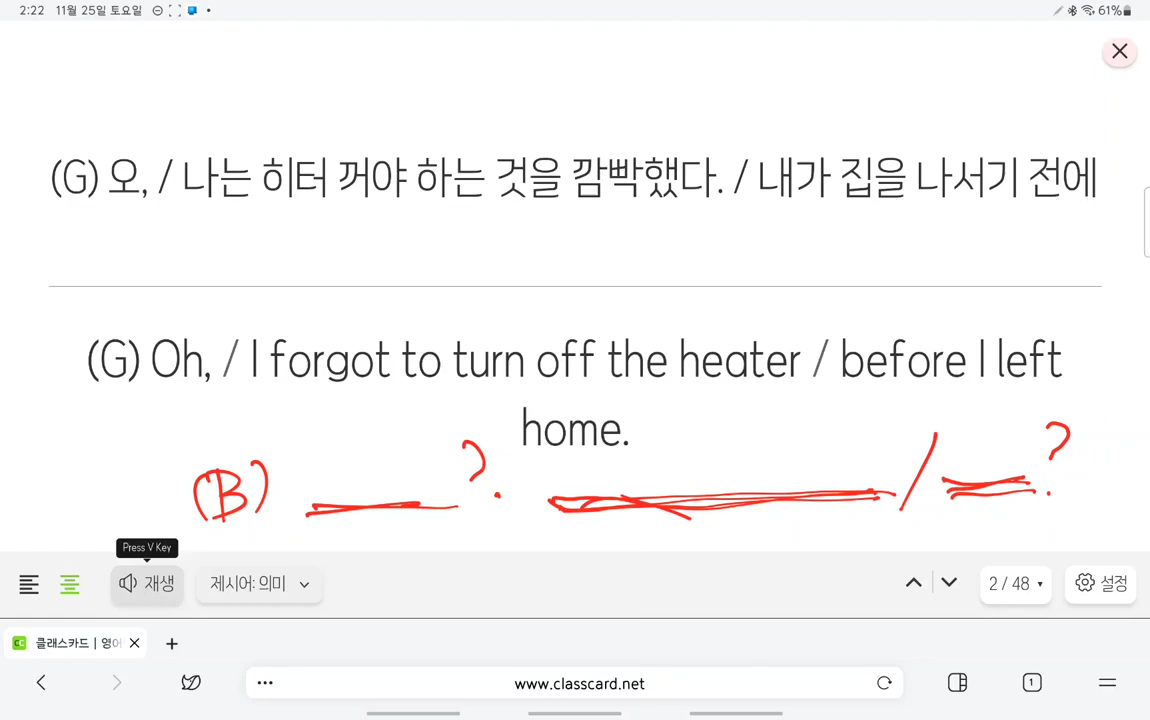 2:22 11월 25일 토요일
61%
(G) 오, / 나는 히터 꺼야 하는 것을 깜빡했다. / 내가 집을 나서기 전에
(G) Oh, / I forgot to turn off the heater / before I left
home.
(B) ? . / ? .
Press V Key
재생 제시어: 의미 2 / 48 설정
클래스카드 | 영어
www.classcard.net 1